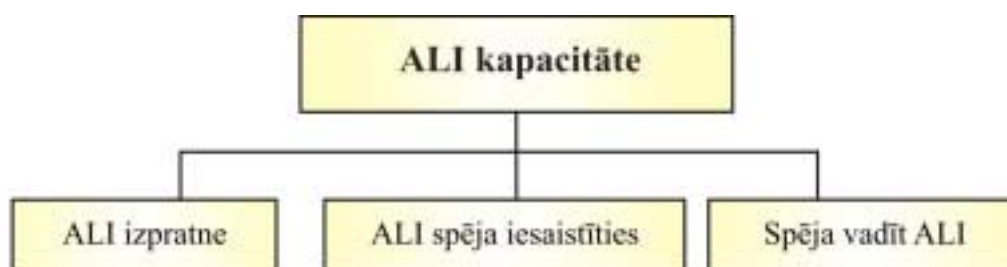 ALI kapacitāte
ALI izpratne
ALI spēja iesaistīties
Spēja vadīt ALI